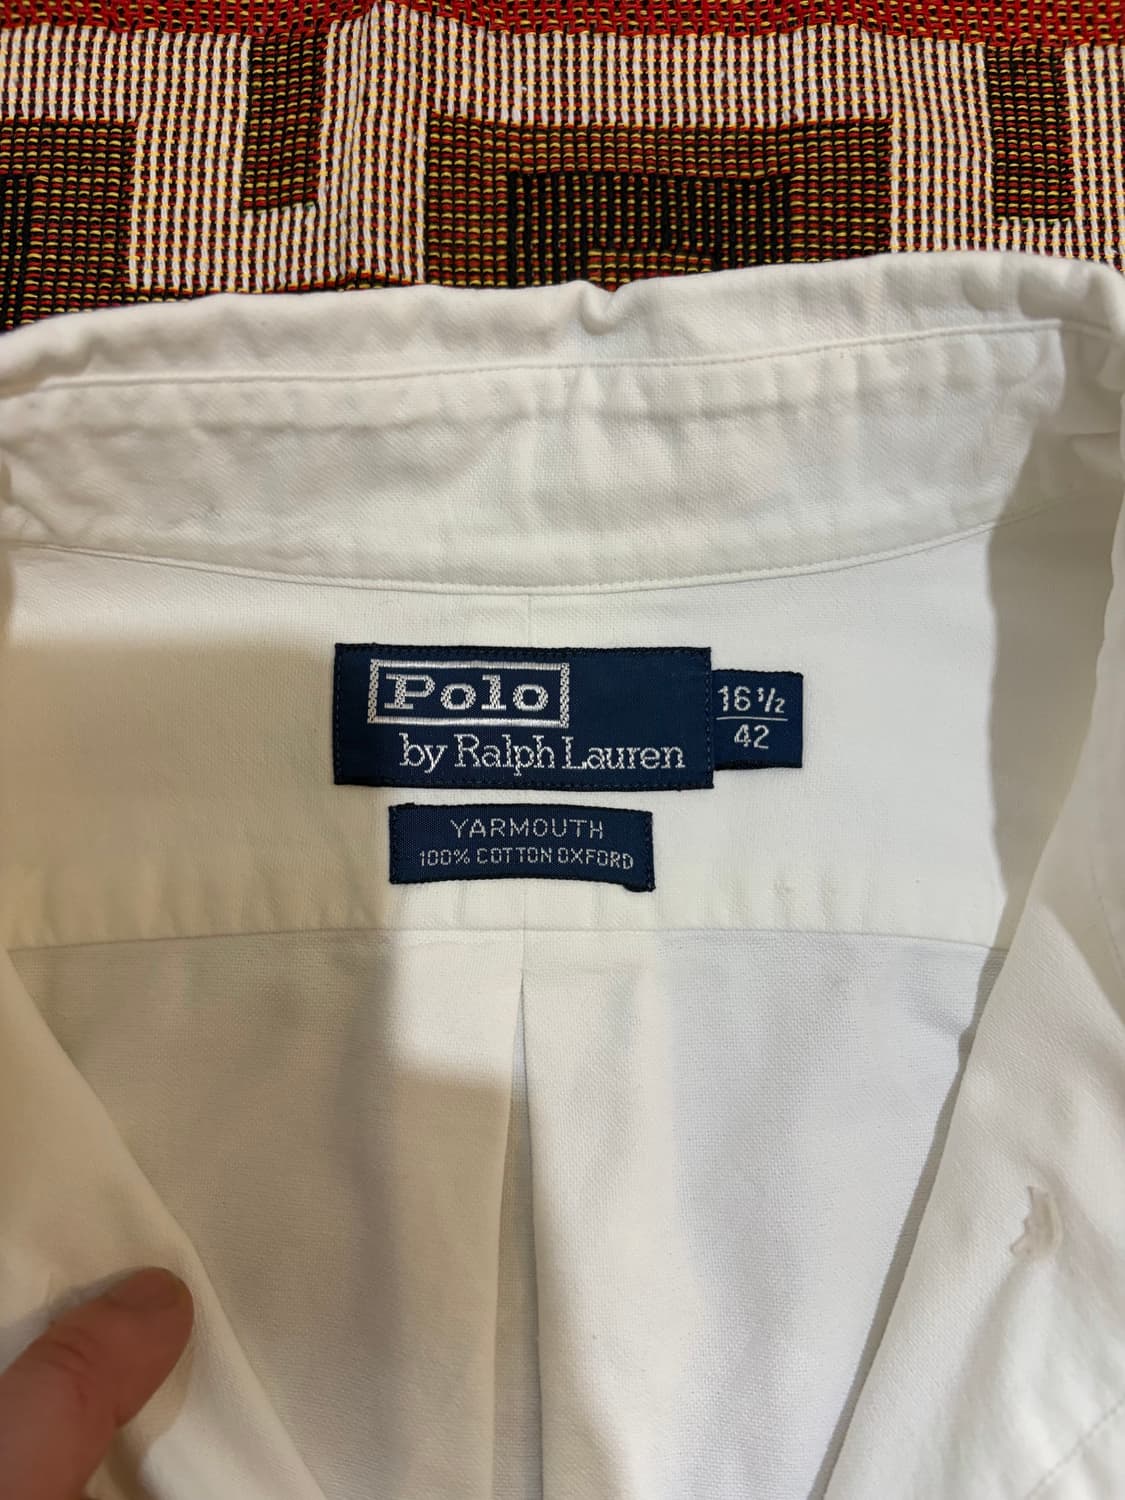 Polo
by Ralph Lauren
16 1/2
42
YARMOUTH
100% COTTON OXFORD